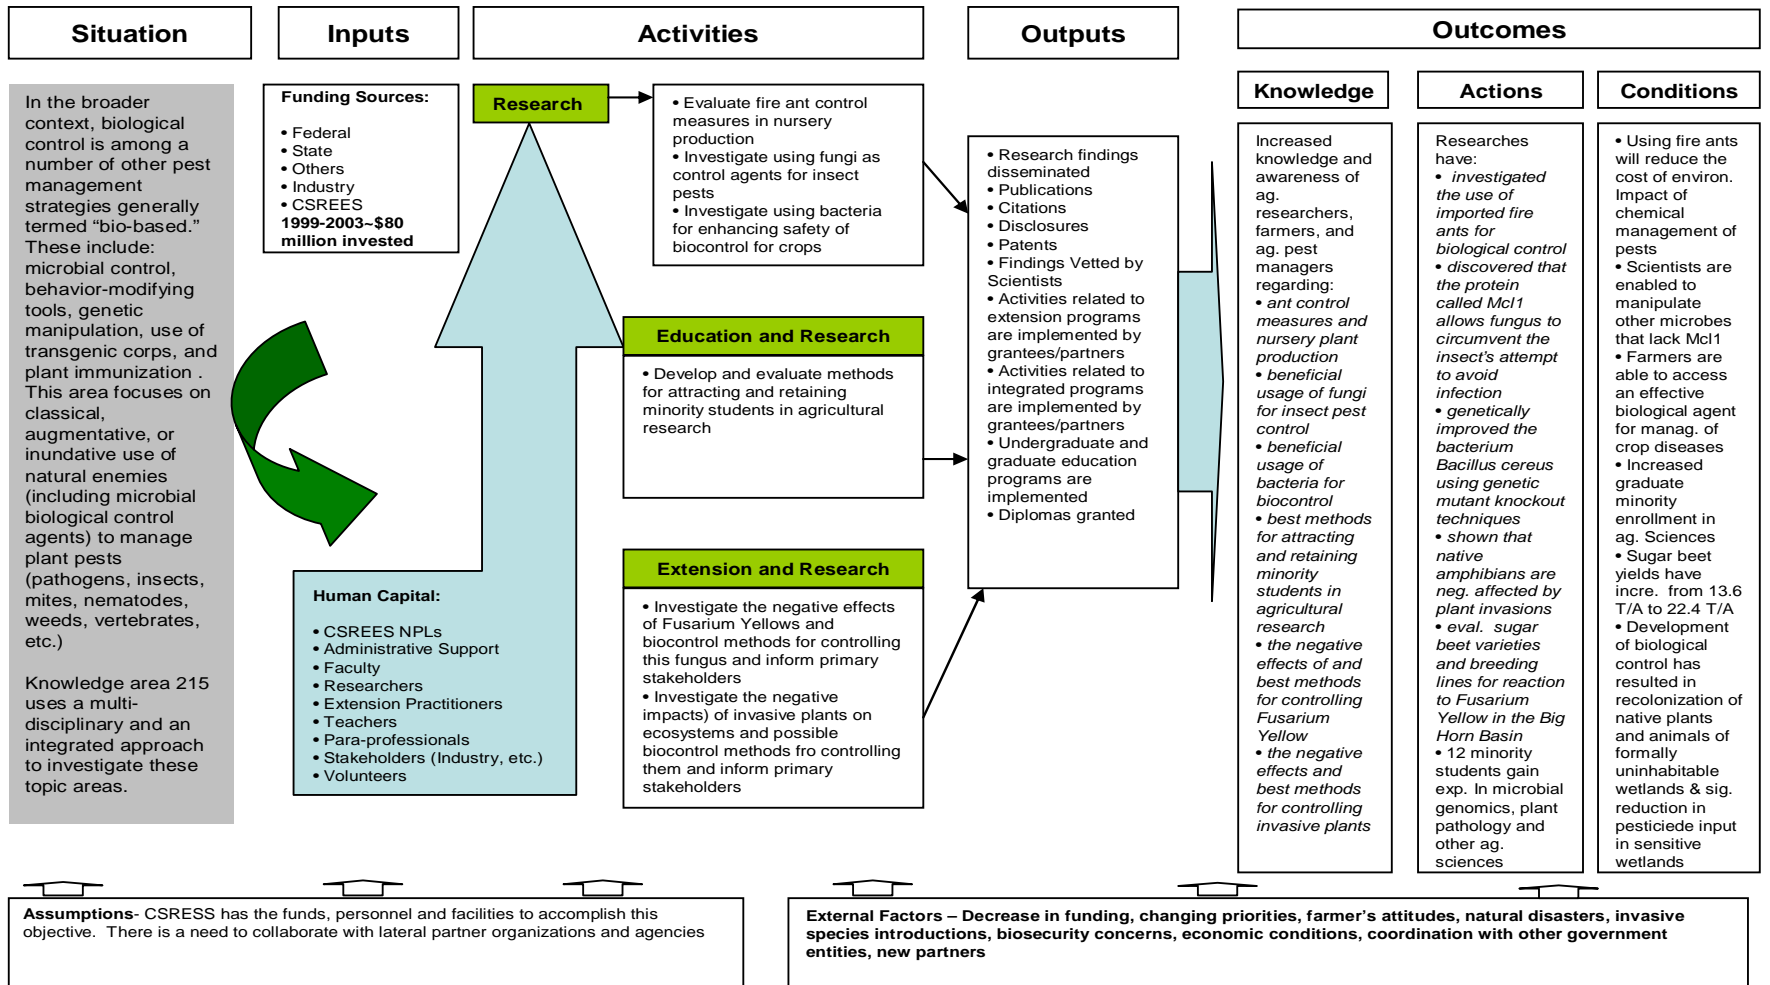 Situation
Inputs
Activities
Outputs
Outcomes
Knowledge
Actions
Conditions
In the broader
context, biological
control is among a
number of other pest
management
strategies generally
termed “bio-based.”
These include:
microbial control,
behavior-modifying
tools, genetic
manipulation, use of
transgenic corps, and
plant immunization .
This area focuses on
classical,
augmentative, or
inundative use of
natural enemies
(including microbial
biological control
agents) to manage
plant pests
(pathogens, insects,
mites, nematodes,
weeds, vertebrates,
etc.)
Knowledge area 215
uses a multi-
disciplinary and an
integrated approach
to investigate these
topic areas.
Funding Sources:
• Federal
• State
• Others
• Industry
• CSREES
1999-2003~$80
million invested
Human Capital:
• CSREES NPLs
• Administrative Support
• Faculty
• Researchers
• Extension Practitioners
• Teachers
• Para-professionals
• Stakeholders (Industry, etc.)
• Volunteers
Research
• Evaluate fire ant control
measures in nursery
production
• Investigate using fungi as
control agents for insect
pests
• Investigate using bacteria
for enhancing safety of
biocontrol for crops
Education and Research
• Develop and evaluate methods
for attracting and retaining
minority students in agricultural
research
Extension and Research
• Investigate the negative effects
of Fusarium Yellows and
biocontrol methods for controlling
this fungus and inform primary
stakeholders
• Investigate the negative
impacts) of invasive plants on
ecosystems and possible
biocontrol methods fro controlling
them and inform primary
stakeholders
• Research findings
disseminated
• Publications
• Citations
• Disclosures
• Patents
• Findings Vetted by
Scientists
• Activities related to
extension programs
are implemented by
grantees/partners
• Activities related to
integrated programs
are implemented by
grantees/partners
• Undergraduate and
graduate education
programs are
implemented
• Diplomas granted
Increased
knowledge and
awareness of
ag.
researchers,
farmers, and
ag. pest
managers
regarding:
• ant control
measures and
nursery plant
production
• beneficial
usage of fungi
for insect pest
control
• beneficial
usage of
bacteria for
biocontrol
• best methods
for attracting
and retaining
minority
students in
agricultural
research
• the negative
effects of and
best methods
for controlling
Fusarium
Yellow
• the negative
effects and
best methods
for controlling
invasive plants
Researches
have:
• investigated
the use of
imported fire
ants for
biological control
• discovered that
the protein
called Mcl1
allows fungus to
circumvent the
insect’s attempt
to avoid
infection
• genetically
improved the
bacterium
Bacillus cereus
using genetic
mutant knockout
techniques
• shown that
native
amphibians are
neg. affected by
plant invasions
• eval. sugar
beet varieties
and breeding
lines for reaction
to Fusarium
Yellow in the Big
Horn Basin
• 12 minority
students gain
exp. In microbial
genomics, plant
pathology and
other ag.
sciences
• Using fire ants
will reduce the
cost of environ.
Impact of
chemical
management of
pests
• Scientists are
enabled to
manipulate
other microbes
that lack Mcl1
• Farmers are
able to access
an effective
biological agent
for manag. of
crop diseases
• Increased
graduate
minority
enrollment in
ag. Sciences
• Sugar beet
yields have
incre. from 13.6
T/A to 22.4 T/A
• Development
of biological
control has
resulted in
recolonization of
native plants
and animals of
formally
uninhabitable
wetlands & sig.
reduction in
pesticiede input
in sensitive
wetlands
Assumptions- CSRESS has the funds, personnel and facilities to accomplish this
objective. There is a need to collaborate with lateral partner organizations and agencies
External Factors – Decrease in funding, changing priorities, farmer’s attitudes, natural disasters, invasive
species introductions, biosecurity concerns, economic conditions, coordination with other government
entities, new partners